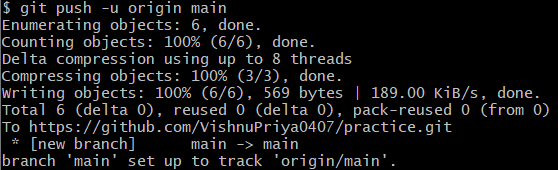 $ git push -u origin main
Enumerating objects: 6, done.
Counting objects: 100% (6/6), done.
Delta compression using up to 8 threads
Compressing objects: 100% (3/3), done.
Writing objects: 100% (6/6), 569 bytes | 189.00 KiB/s, done.
Total 6 (delta 0), reused 0 (delta 0), pack-reused 0 (from 0)
To https://github.com/VishnuPriya0407/practice.git
 * [new branch]      main -> main
branch 'main' set up to track 'origin/main'.